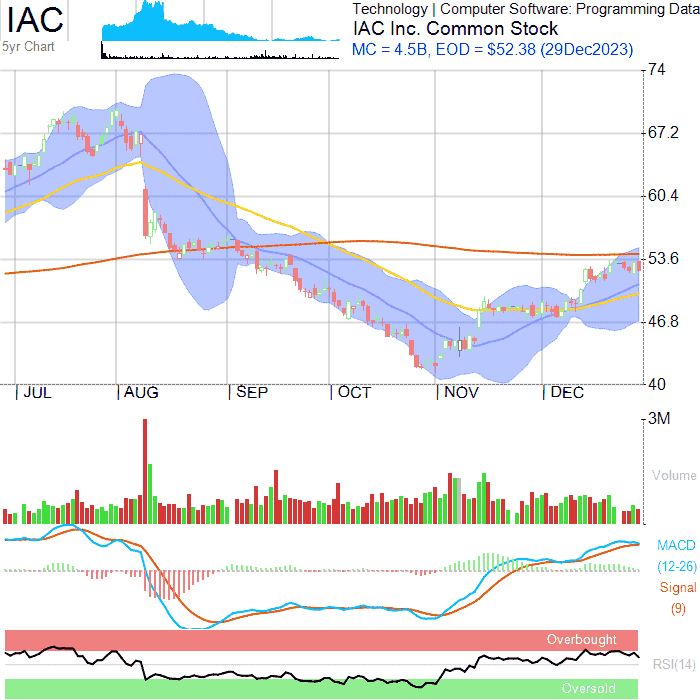 IAC
5yr Chart
Technology | Computer Software: Programming Data
IAC Inc. Common Stock
MC = 4.5B, EOD = $52.38 (29Dec2023)
74
67.2
60.4
53.6
46.8
40
JUL AUG SEP OCT NOV DEC
3M
Volume
MACD
(12-26)
Signal
(9)
Overbought
RSI(14)
Oversold